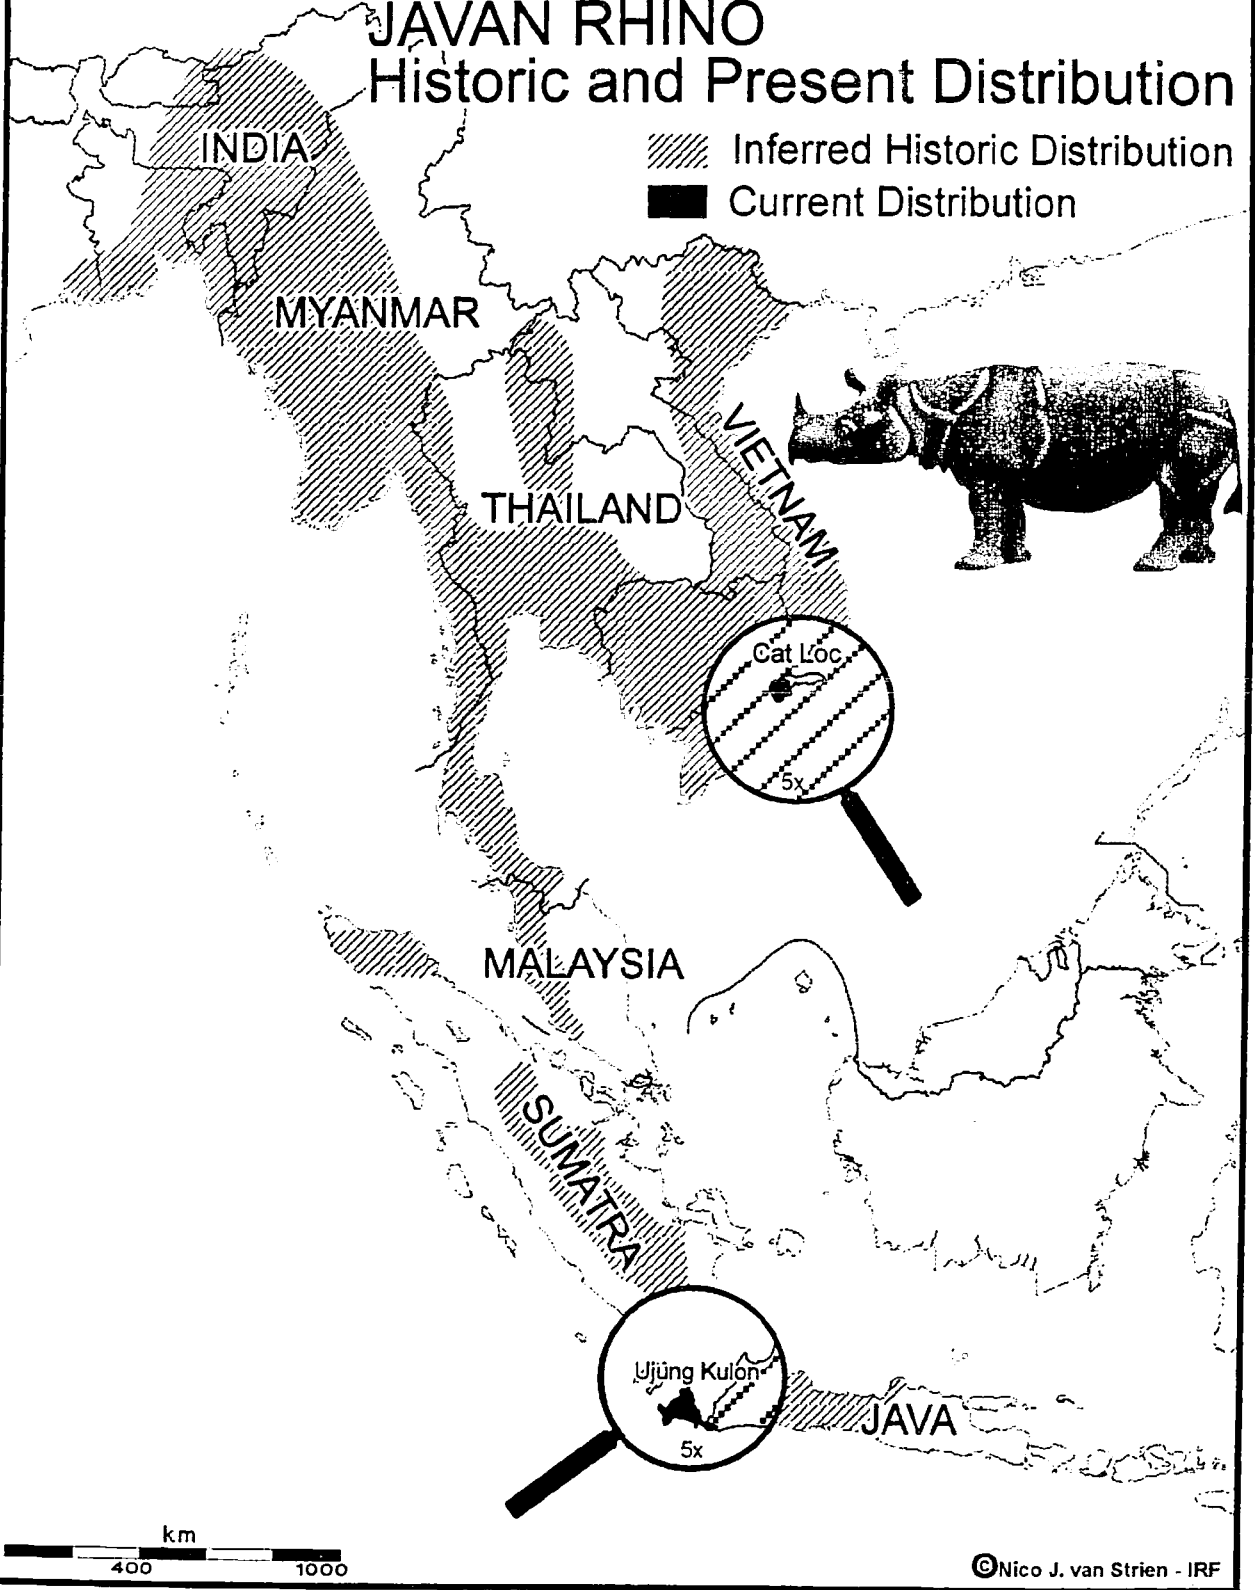 JAVAN RHINO
Historic and Present Distribution
Inferred Historic Distribution
Current Distribution
INDIA
MYANMAR
VIETNAM
THAILAND
Cat Loc
5x
MALAYSIA
SUMATRA
Ujung Kulon
5x
JAVA
km
400
1000
©Nico J. van Strien - IRF